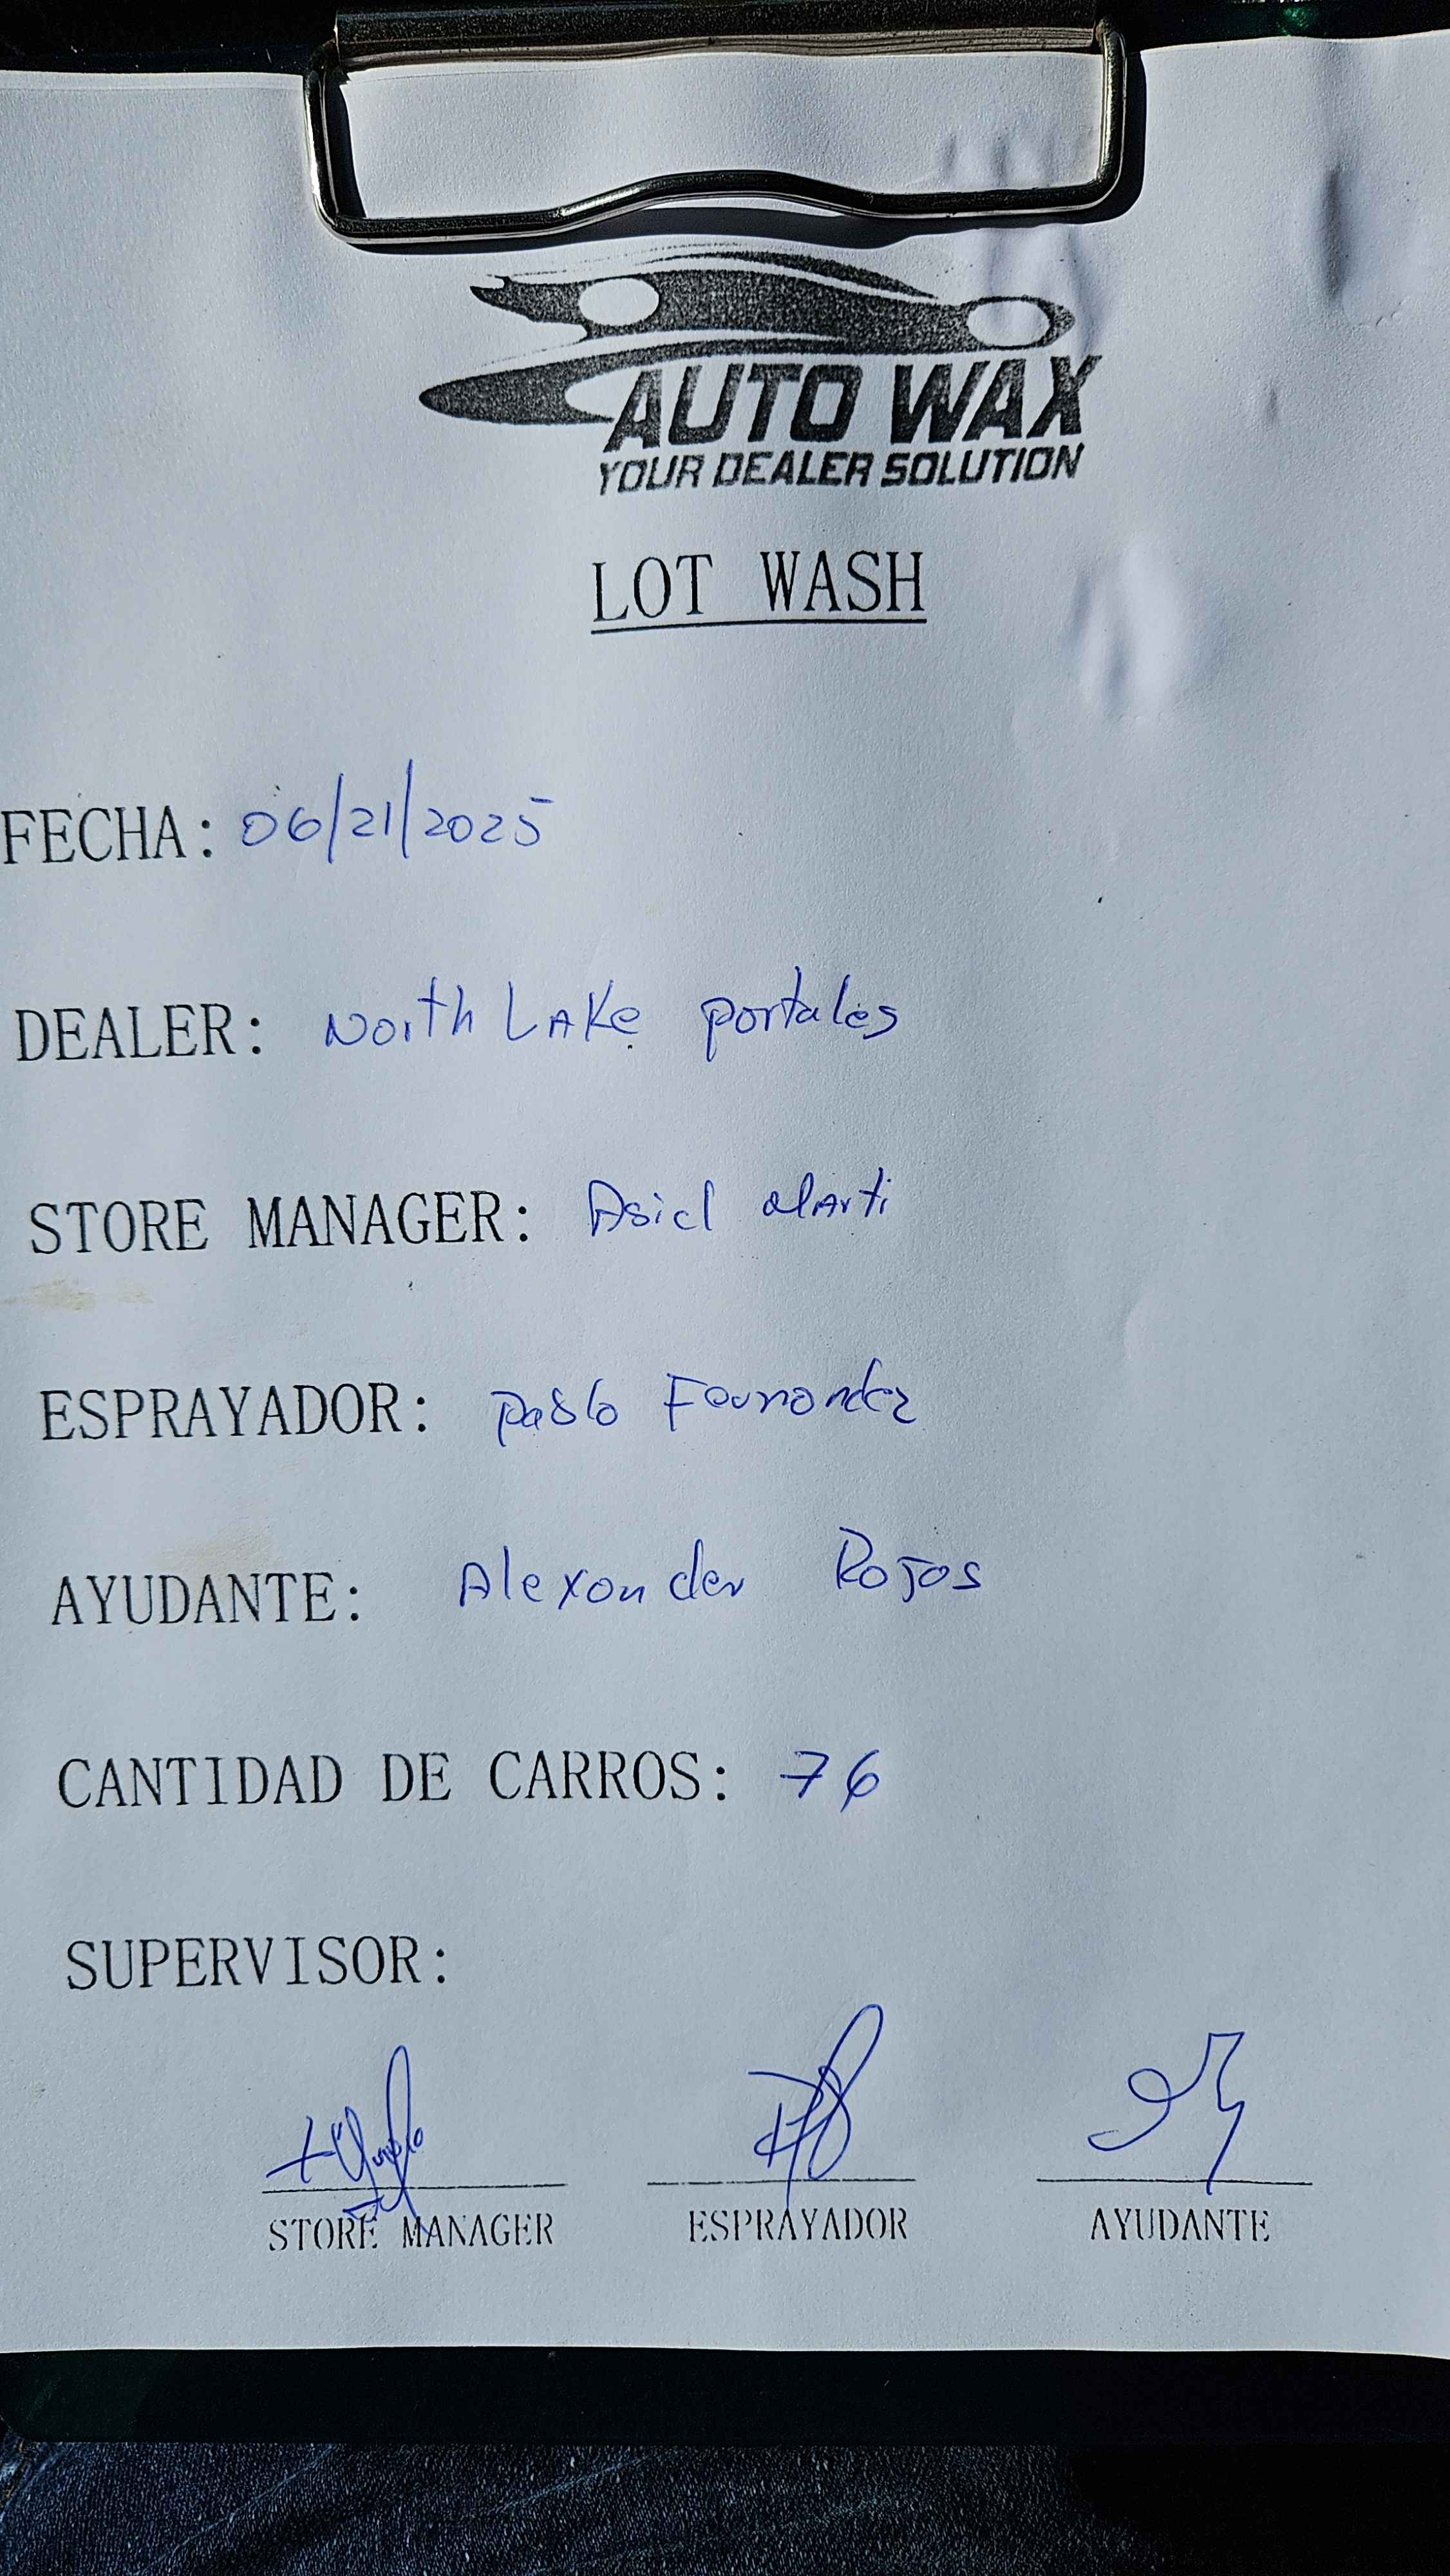 AUTO WAX
YOUR DEALER SOLUTION
LOT WASH
FECHA: 06/21/2025
DEALER: North Lake portales
STORE MANAGER:
ESPRAYADOR: pablo Fernandez
AYUDANTE: Alexander Rojas
CANTIDAD DE CARROS: 76
SUPERVISOR:
STORE MANAGER ESPRAYADOR AYUDANTE